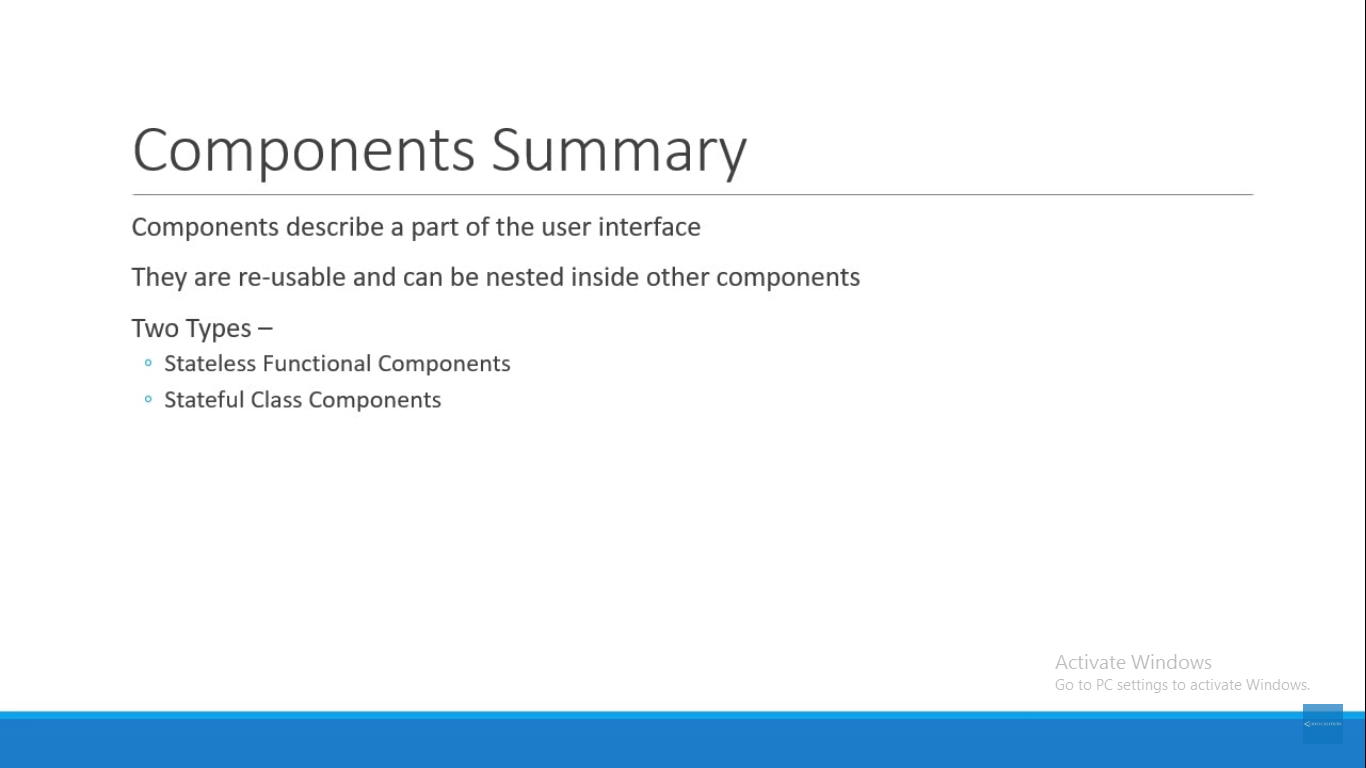 Components Summary
Components describe a part of the user interface
They are re-usable and can be nested inside other components
Two Types –
Stateless Functional Components
Stateful Class Components
Activate Windows
Go to PC settings to activate Windows.